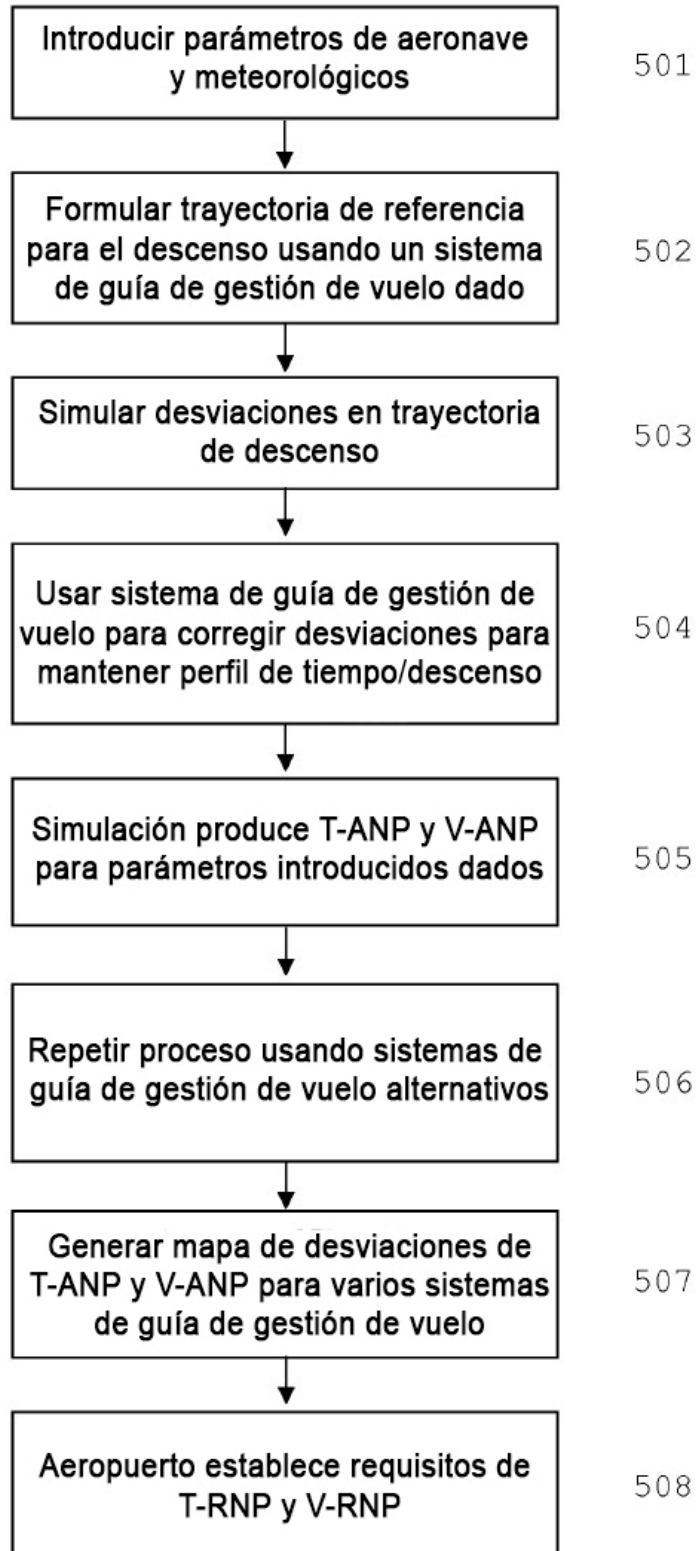 Introducir parámetros de aeronave
y meteorológicos
501
Formular trayectoria de referencia
para el descenso usando un sistema
de guía de gestión de vuelo dado
502
Simular desviaciones en trayectoria
de descenso
503
Usar sistema de guía de gestión de
vuelo para corregir desviaciones para
mantener perfil de tiempo/descenso
504
Simulación produce T-ANP y V-ANP
para parámetros introducidos dados
505
Repetir proceso usando sistemas de
guía de gestión de vuelo alternativos
506
Generar mapa de desviaciones de
T-ANP y V-ANP para varios sistemas
de guía de gestión de vuelo
507
Aeropuerto establece requisitos de
T-RNP y V-RNP
508